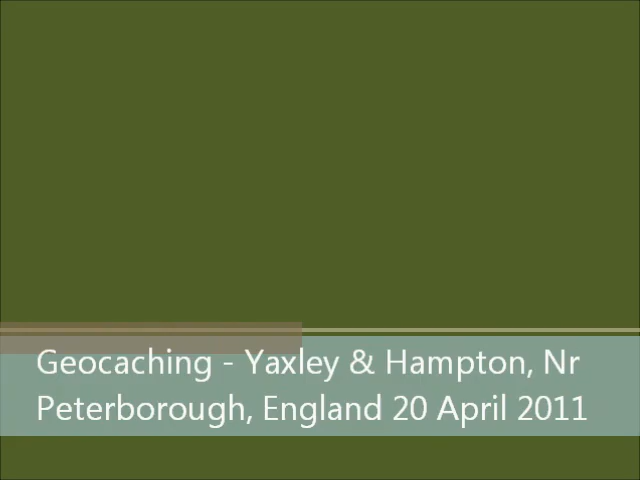 Geocaching - Yaxley & Hampton, Nr
Peterborough, England 20 April 2011